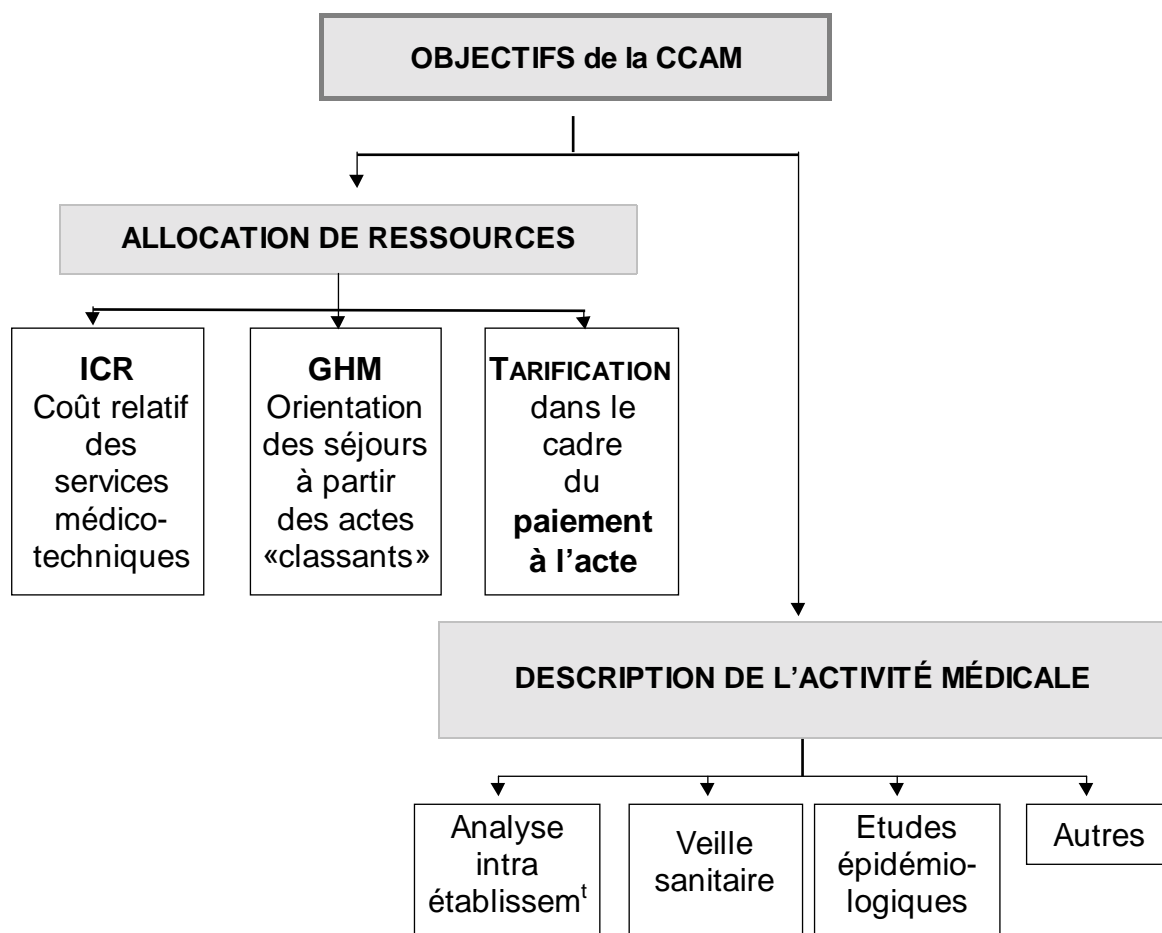 OBJECTIFS de la CCAM
ALLOCATION DE RESSOURCES
ICR
Coût relatif
des
services
médico-
techniques
GHM
Orientation
des séjours
à partir
des actes
«classants»
TARIFICATION
dans le
cadre
du
paiement
à l’acte
DESCRIPTION DE L’ACTIVITÉ MÉDICALE
Analyse
intra
établissemᵗ
Veille
sanitaire
Etudes
épidémio-
logiques
Autres